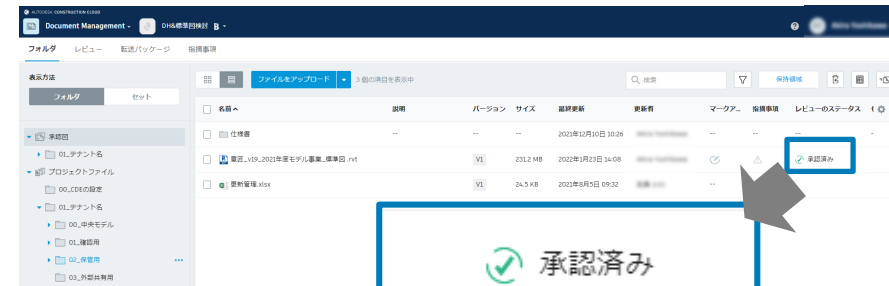 AUTODESK CONSTRUCTION CLOUD
Document Management
DH&標準図検討 B
フォルダ レビュー 転送パッケージ 指摘事項
表示方法
フォルダ セット
ファイルをアップロード
3 個の項目を表示中
検索
保持領域
名前 説明 バージョン サイズ 最終更新 更新者 マークア... 指摘事項 レビューのステータス
仕様書 -- -- -- 2021年12月10日 10:26 -- -- --
意匠_v19_2021年度モデル事業_標準図.rvt V1 231.2 MB 2022年1月23日 14:08 承認済み
更新管理.xlsx V1 24.5 KB 2021年8月5日 09:32 --
承認図
01_テナント名
プロジェクトファイル
00_CDEの設定
01_テナント名
00_中央モデル
01_確認用
02_保管用
03_外部共有用
承認済み